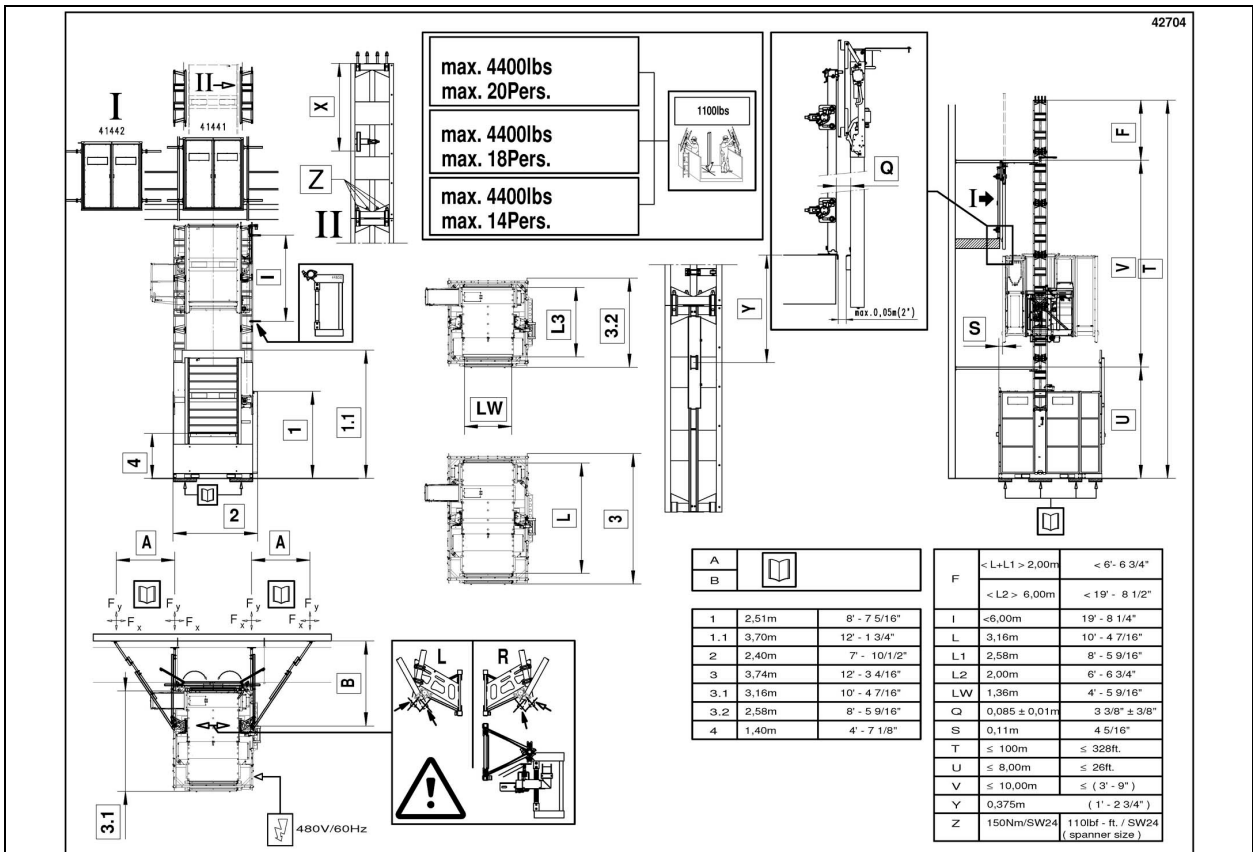 42704
I
II
41442
41441
X
Z
II
max. 4400lbs
max. 20Pers.
max. 4400lbs
max. 18Pers.
max. 4400lbs
max. 14Pers.
1100lbs
Q
max.0,05m(2")
I
F
V
T
S
U
I
1
1.1
4
2
L3
3.2
LW
L
3
Y
A
A
F y
F x
F y
F x
F y
F x
F y
F x
B
3.1
480V/60Hz
L
R
A
B
1 2,51m 8' - 7 5/16"
1.1 3,70m 12' - 1 3/4"
2 2,40m 7' - 10/1/2"
3 3,74m 12' - 3 4/16"
3.1 3,16m 10' - 4 7/16"
3.2 2,58m 8' - 5 9/16"
4 1,40m 4' - 7 1/8"
F < L+L1 > 2,00m < 6'- 6 3/4"
< L2 > 6,00m < 19' - 8 1/2"
I <6,00m 19' - 8 1/4"
L 3,16m 10' - 4 7/16"
L1 2,58m 8' - 5 9/16"
L2 2,00m 6' - 6 3/4"
LW 1,36m 4' - 5 9/16"
Q 0,085 ± 0,01m 3 3/8" ± 3/8"
S 0,11m 4 5/16"
T ≤ 100m ≤ 328ft.
U ≤ 8,00m ≤ 26ft.
V ≤ 10,00m ≤ ( 3' - 9" )
Y 0,375m ( 1' - 2 3/4" )
Z 150Nm/SW24 110lbf - ft. / SW24
( spanner size )